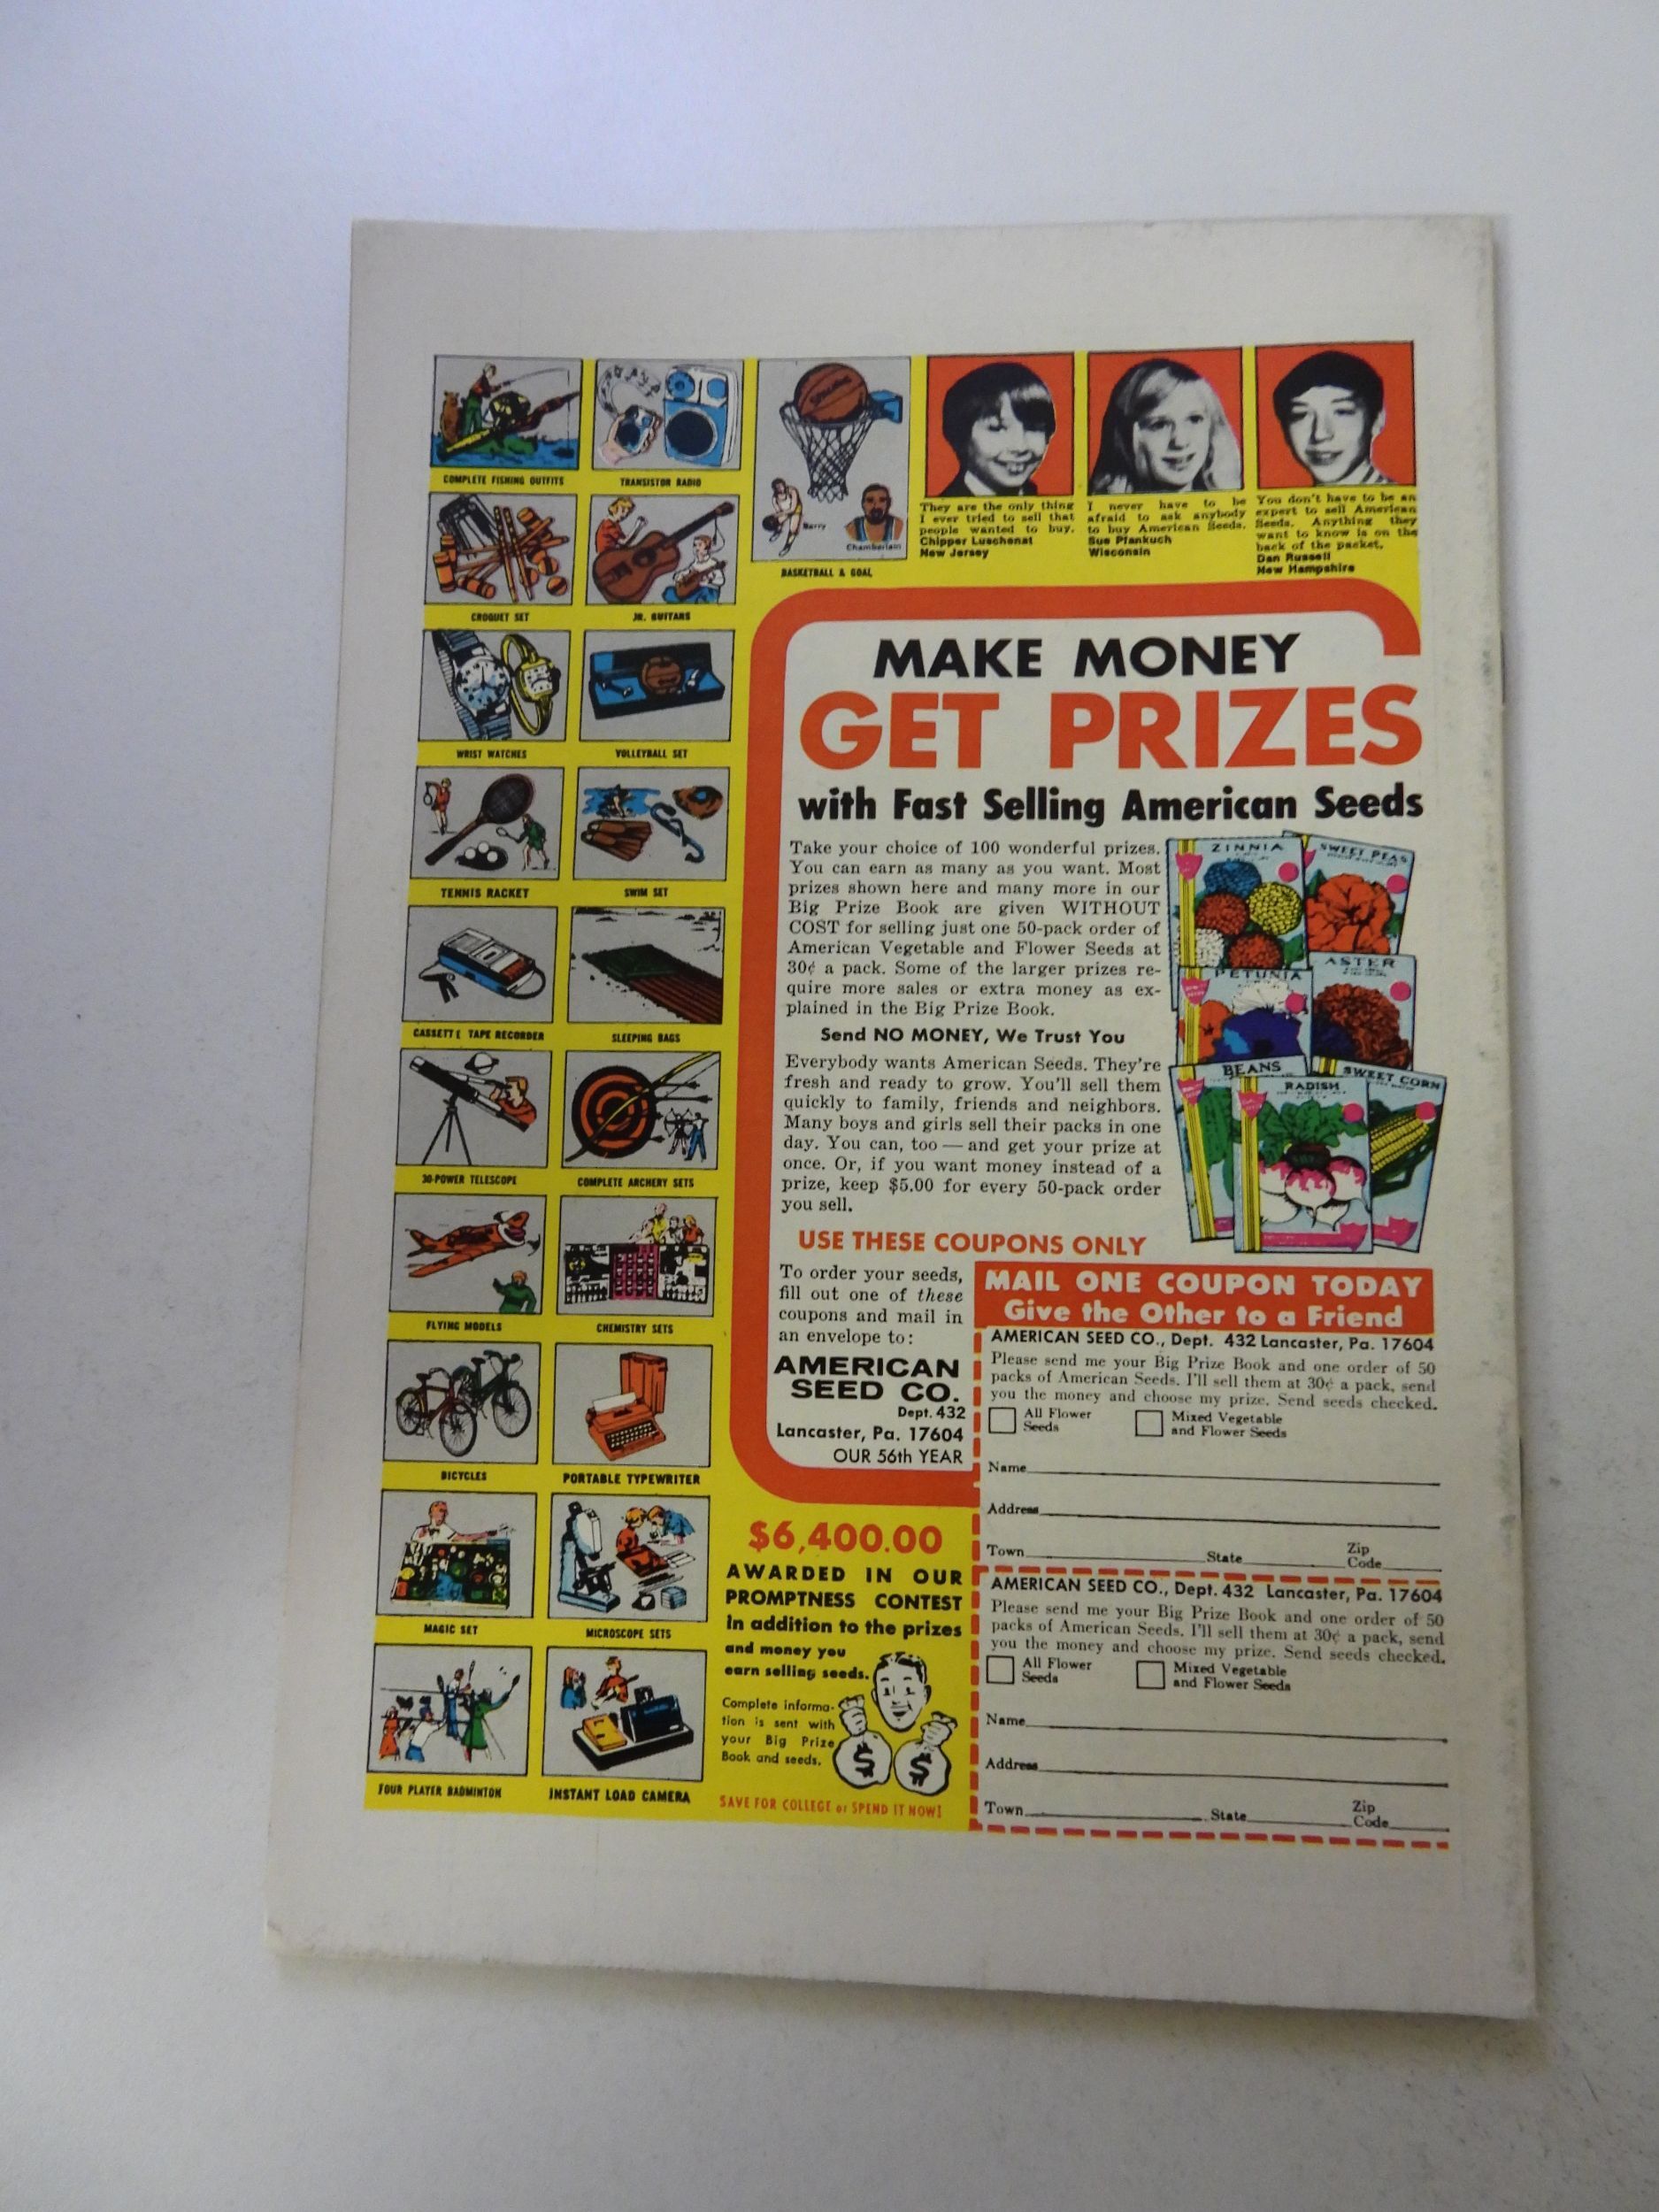 COMPLETE FISHING OUTFITS
TRANSISTOR RADIO
CROQUET SET
JR. GUITARS
WRIST WATCHES
VOLLEYBALL SET
TENNIS RACKET
SWIM SET
CASSETTE TAPE RECORDER
SLEEPING BAGS
30-POWER TELESCOPE
COMPLETE ARCHERY SETS
FLYING MODELS
CHEMISTRY SETS
BICYCLES
PORTABLE TYPEWRITER
MAGIC SET
MICROSCOPE SETS
FOUR PLAYER BADMINTON
INSTANT LOAD CAMERA
Spalding
Barry
Chamberlain
BASKETBALL & GOAL
They are the only thing
I ever tried to sell that
people wanted to buy.
Chipper Luschenat
New Jersey
I never have to be
afraid to ask anybody
to buy American Seeds.
Sue Plankuch
Wisconsin
You don't have to be an
expert to sell American
Seeds. Anything they
want to know is on the
back of the packet.
Dan Russell
New Hampshire
MAKE MONEY
GET PRIZES
with Fast Selling American Seeds
Take your choice of 100 wonderful prizes.
You can earn as many as you want. Most
prizes shown here and many more in our
Big Prize Book are given WITHOUT
COST for selling just one 50-pack order of
American Vegetable and Flower Seeds at
30¢ a pack. Some of the larger prizes re-
quire more sales or extra money as ex-
plained in the Big Prize Book.
Send NO MONEY, We Trust You
Everybody wants American Seeds. They're
fresh and ready to grow. You'll sell them
quickly to family, friends and neighbors.
Many boys and girls sell their packs in one
day. You can, too — and get your prize at
once. Or, if you want money instead of a
prize, keep $5.00 for every 50-pack order
you sell.
ZINNIA
SWEET PEAS
PETUNIA
ASTER
BEANS
RADISH
SWEET CORN
USE THESE COUPONS ONLY
To order your seeds,
fill out one of these
coupons and mail in
an envelope to:
AMERICAN
SEED CO.
Dept. 432
Lancaster, Pa. 17604
OUR 56th YEAR
MAIL ONE COUPON TODAY
Give the Other to a Friend
AMERICAN SEED CO., Dept. 432 Lancaster, Pa. 17604
Please send me your Big Prize Book and one order of 50
packs of American Seeds. I'll sell them at 30¢ a pack, send
you the money and choose my prize. Send seeds checked.
All Flower Seeds
Mixed Vegetable and Flower Seeds
Name
Address
Town State Zip Code
AMERICAN SEED CO., Dept. 432 Lancaster, Pa. 17604
Please send me your Big Prize Book and one order of 50
packs of American Seeds. I'll sell them at 30¢ a pack, send
you the money and choose my prize. Send seeds checked.
All Flower Seeds
Mixed Vegetable and Flower Seeds
Name
Address
Town State Zip Code
$6,400.00
AWARDED IN OUR
PROMPTNESS CONTEST
in addition to the prizes
and money you
earn selling seeds.
Complete informa-
tion is sent with
your Big Prize
Book and seeds.
$ $
SAVE FOR COLLEGE or SPEND IT NOW!